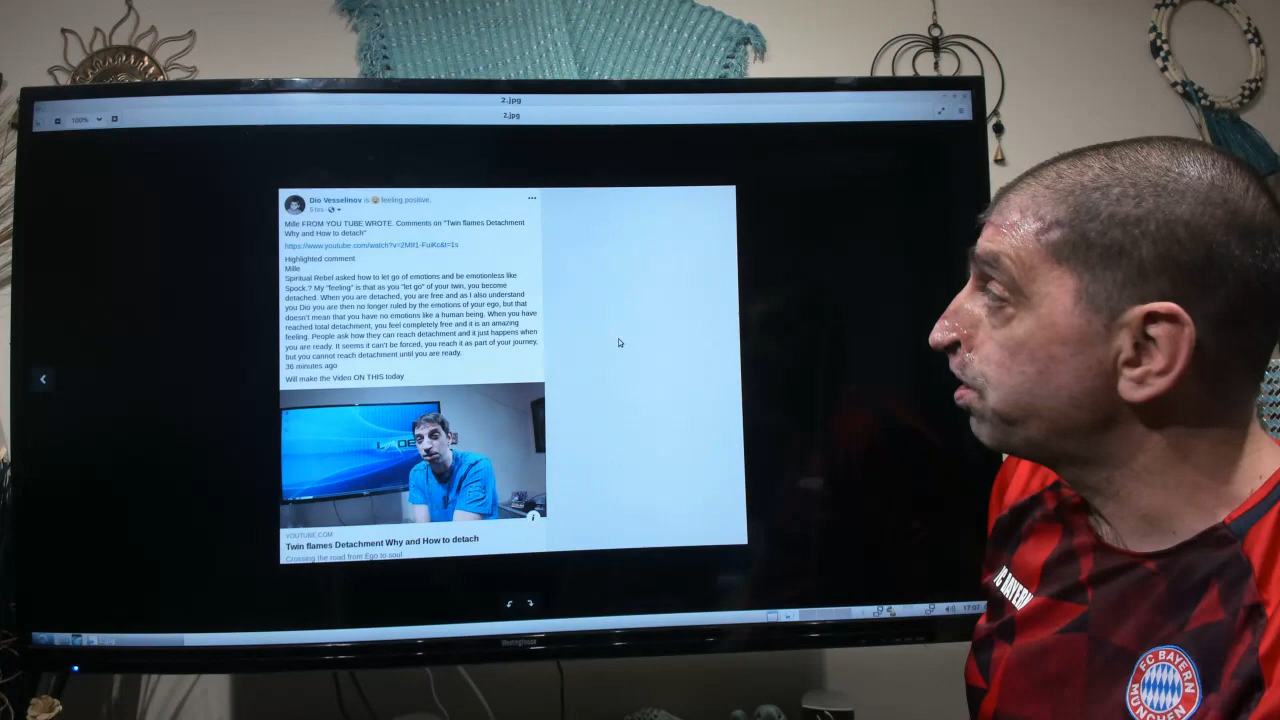 2.jpg
100%
2.jpg
Dio Vesselinov is feeling positive.
5 hrs
Mille FROM YOU TUBE WROTE. Comments on "Twin flames Detachment
Why and How to detach"
Highlighted comment
Mille
Spiritual Rebel asked how to let go of emotions and be emotionless like
Spock.? My "feeling" is that as you "let go" of your twin, you become
detached. When you are detached, you are free and as I also understand
you Dio you are then no longer ruled by the emotions of your ego, but that
doesn't mean that you have no emotions like a human being. When you have
reached total detachment, you feel completely free and it is an amazing
feeling. People ask how they can reach detachment and it just happens when
you are ready. It seems it can't be forced, you reach it as part of your journey,
but you cannot reach detachment until you are ready.
36 minutes ago
Will make the Video ON THIS today
YOUTUBE.COM
Twin flames Detachment Why and How to detach
Crossing the road from Ego to soul
17:07
Westinghouse
FC BAYERN
FC BAYERN
MÜNCHEN